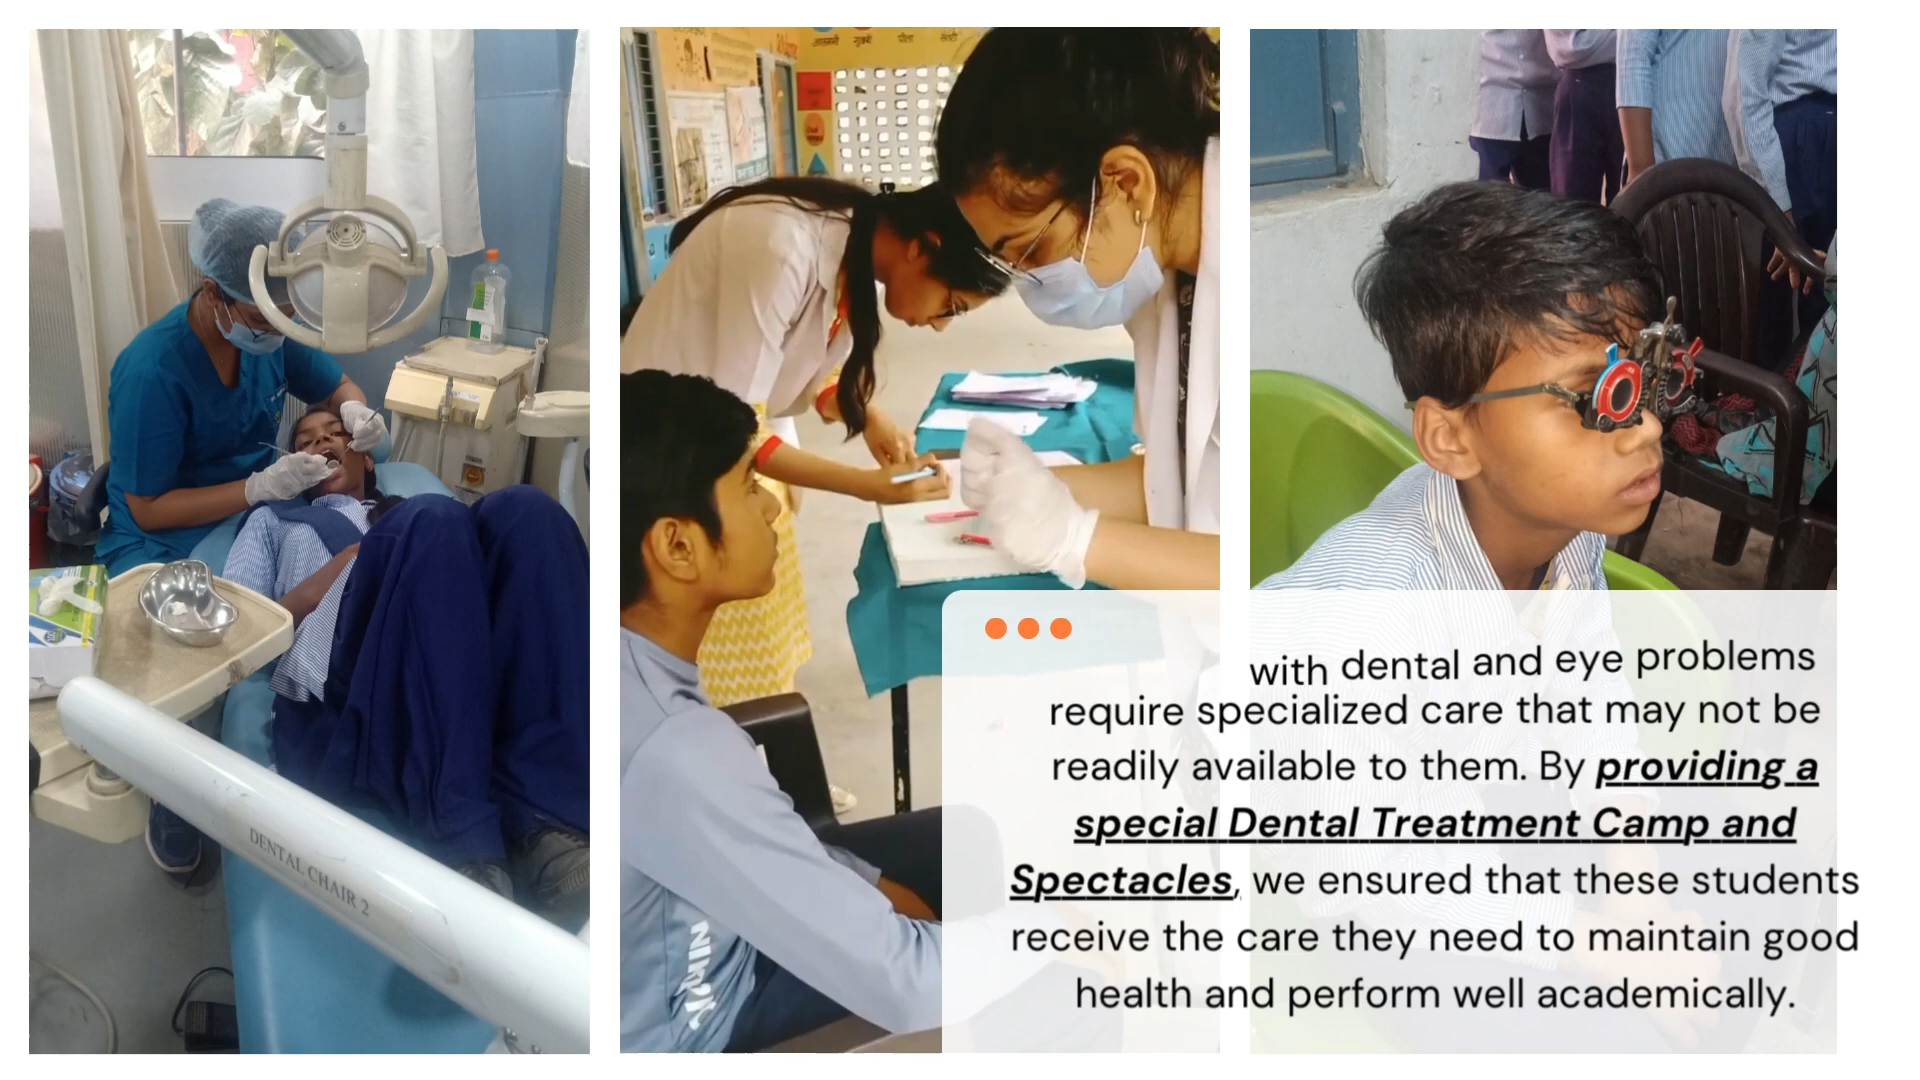 आसमानी गुलाबी पीला संतरी
DENTAL CHAIR 2
with dental and eye problems
require specialized care that may not be
readily available to them. By providing a
special Dental Treatment Camp and
Spectacles, we ensured that these students
receive the care they need to maintain good
health and perform well academically.